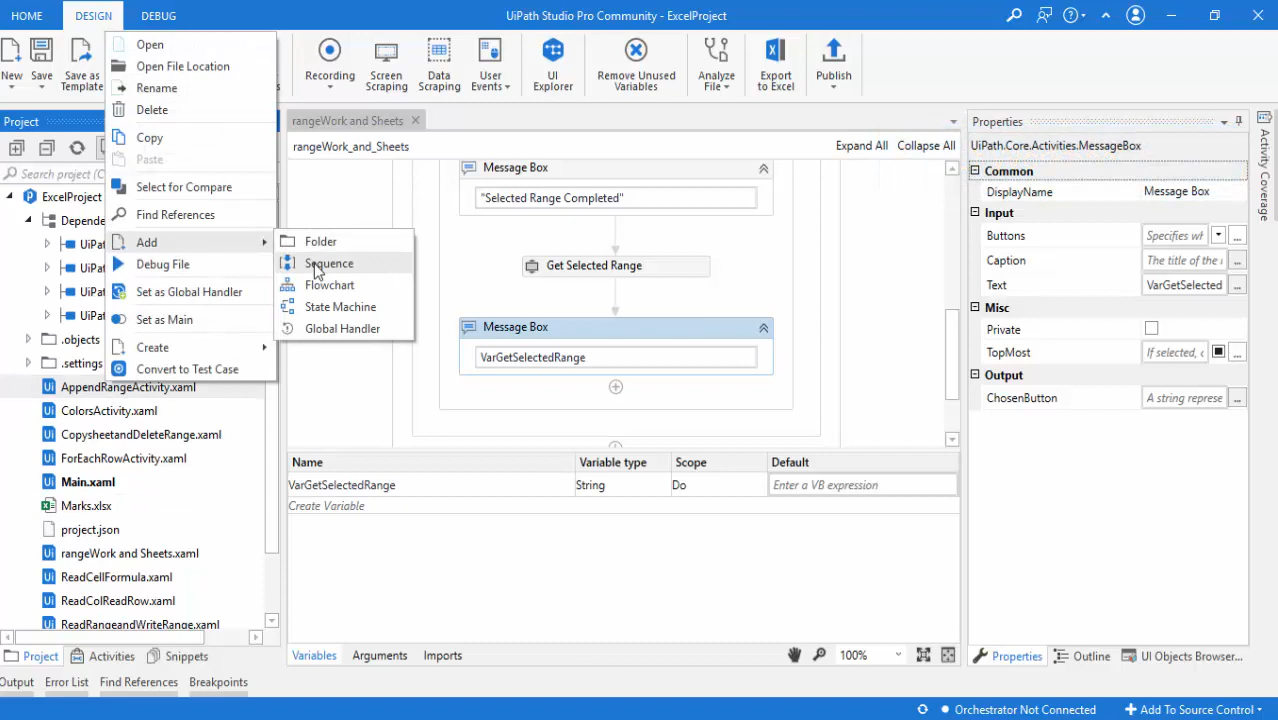 HOME DESIGN DEBUG UiPath Studio Pro Community - ExcelProject
New Save Save as Template Recording Screen Scraping Data Scraping User Events UI Explorer Remove Unused Variables Analyze File Export to Excel Publish
Open
Open File Location
Rename
Delete
Copy
Paste
Select for Compare
Find References
Add
Debug File
Set as Global Handler
Set as Main
Create
Convert to Test Case
Folder
Sequence
Flowchart
State Machine
Global Handler
Project
Search project (
ExcelProject
Depende
UiPat
UiPat
UiPat
UiPat
.objects
.settings
AppendRangeActivity.xaml
ColorsActivity.xaml
CopysheetandDeleteRange.xaml
ForEachRowActivity.xaml
Main.xaml
Marks.xlsx
project.json
rangeWork and Sheets.xaml
ReadCellFormula.xaml
ReadColReadRow.xaml
ReadRangeandWriteRange.xaml
Project Activities Snippets
rangeWork and Sheets
rangeWork_and_Sheets Expand All Collapse All
Message Box
"Selected Range Completed"
Get Selected Range
Message Box
VarGetSelectedRange
Name Variable type Scope Default
VarGetSelectedRange String Do Enter a VB expression
Create Variable
Variables Arguments Imports 100%
Properties
UiPath.Core.Activities.MessageBox
Common
DisplayName Message Box
Input
Buttons Specifies wh ...
Caption The title of the ...
Text VarGetSelected ...
Misc
Private
TopMost If selected, ...
Output
ChosenButton A string represe ...
Properties Outline UI Objects Browser...
Activity Coverage
Output Error List Find References Breakpoints
Orchestrator Not Connected Add To Source Control